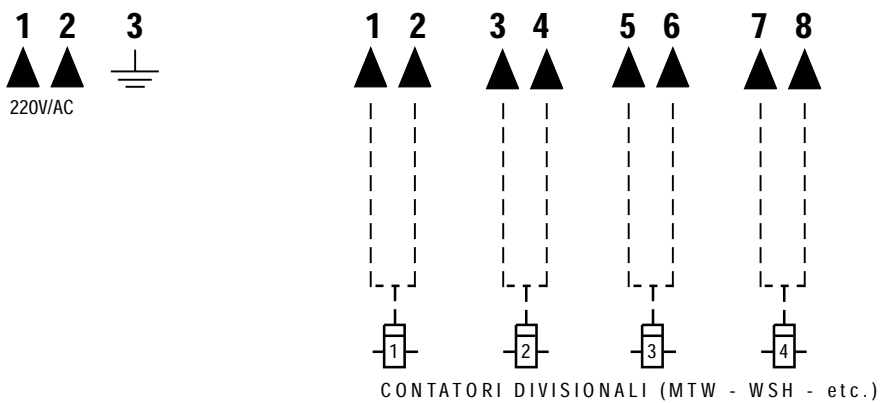 1 2 3 1 2 3 4 5 6 7 8
220V/AC
1 2 3 4
CONTATORI DIVISIONALI (MTW - WSH - etc.)